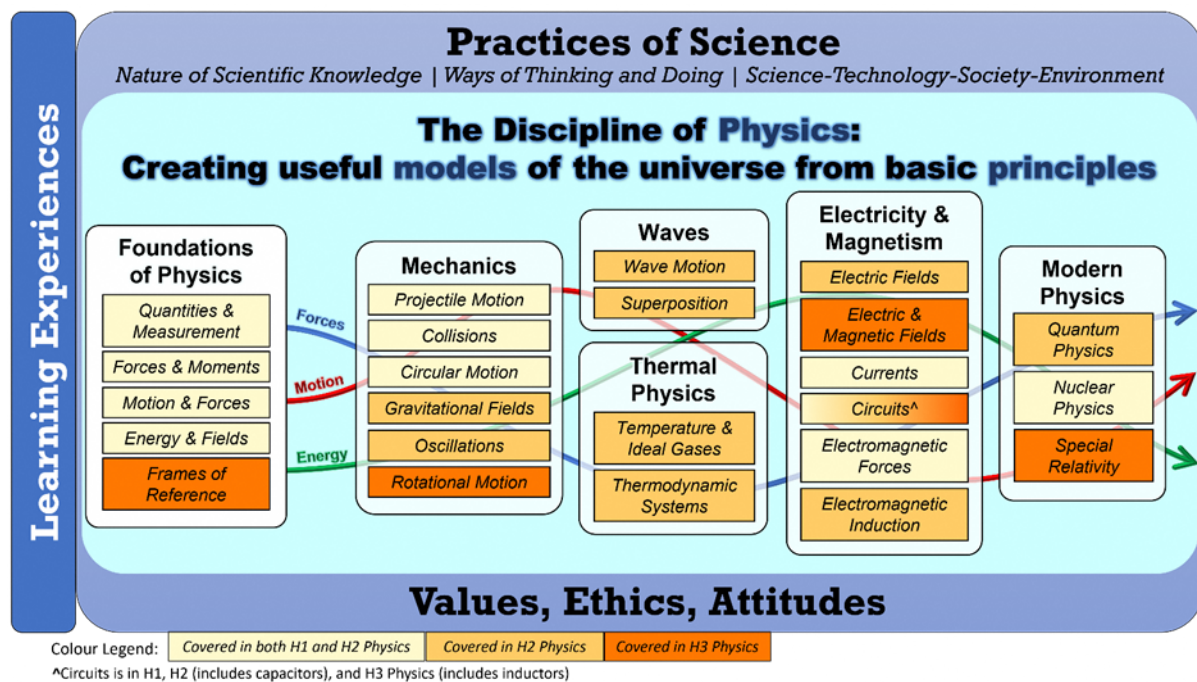 Learning Experiences
Practices of Science
Nature of Scientific Knowledge | Ways of Thinking and Doing | Science-Technology-Society-Environment
The Discipline of Physics:
Creating useful models of the universe from basic principles
Foundations
of Physics
Quantities &
Measurement
Forces & Moments
Motion & Forces
Energy & Fields
Frames of
Reference
Forces
Motion
Energy
Mechanics
Projectile Motion
Collisions
Circular Motion
Gravitational Fields
Oscillations
Rotational Motion
Waves
Wave Motion
Superposition
Thermal
Physics
Temperature &
Ideal Gases
Thermodynamic
Systems
Electricity &
Magnetism
Electric Fields
Electric &
Magnetic Fields
Currents
Circuits^
Electromagnetic
Forces
Electromagnetic
Induction
Modern
Physics
Quantum
Physics
Nuclear
Physics
Special
Relativity
Values, Ethics, Attitudes
Colour Legend: Covered in both H1 and H2 Physics Covered in H2 Physics Covered in H3 Physics
^Circuits is in H1, H2 (includes capacitors), and H3 Physics (includes inductors)